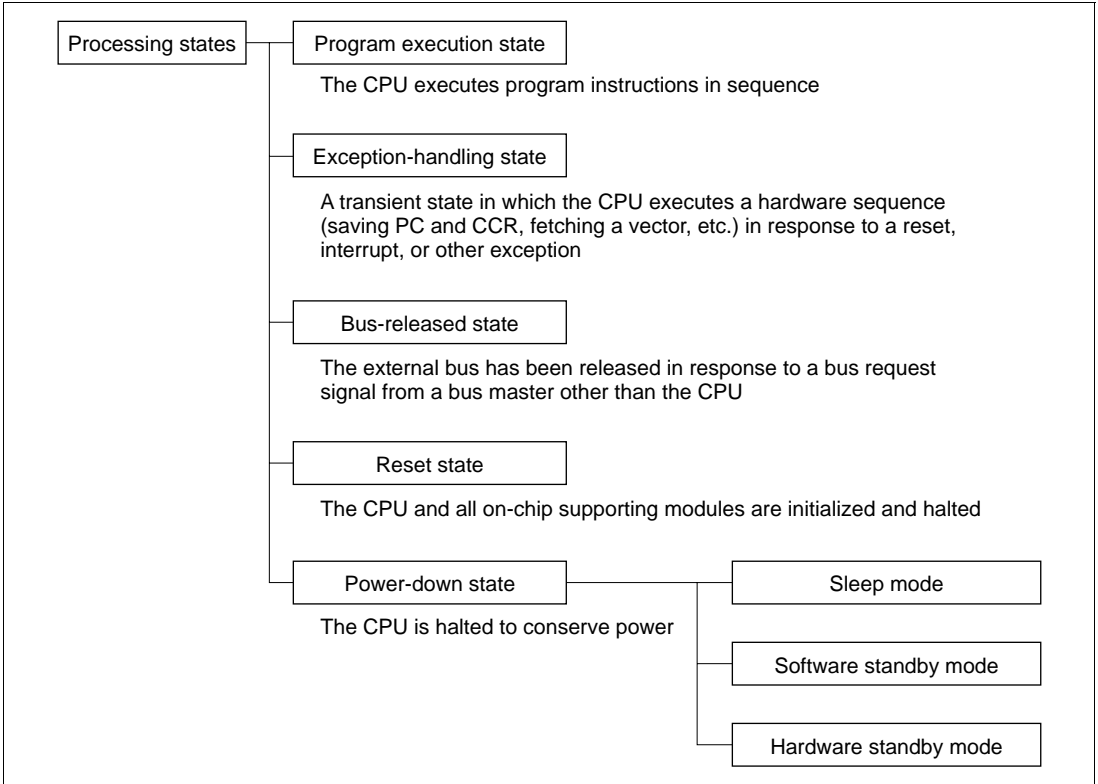 Processing states
Program execution state
The CPU executes program instructions in sequence
Exception-handling state
A transient state in which the CPU executes a hardware sequence
(saving PC and CCR, fetching a vector, etc.) in response to a reset,
interrupt, or other exception
Bus-released state
The external bus has been released in response to a bus request
signal from a bus master other than the CPU
Reset state
The CPU and all on-chip supporting modules are initialized and halted
Power-down state
The CPU is halted to conserve power
Sleep mode
Software standby mode
Hardware standby mode